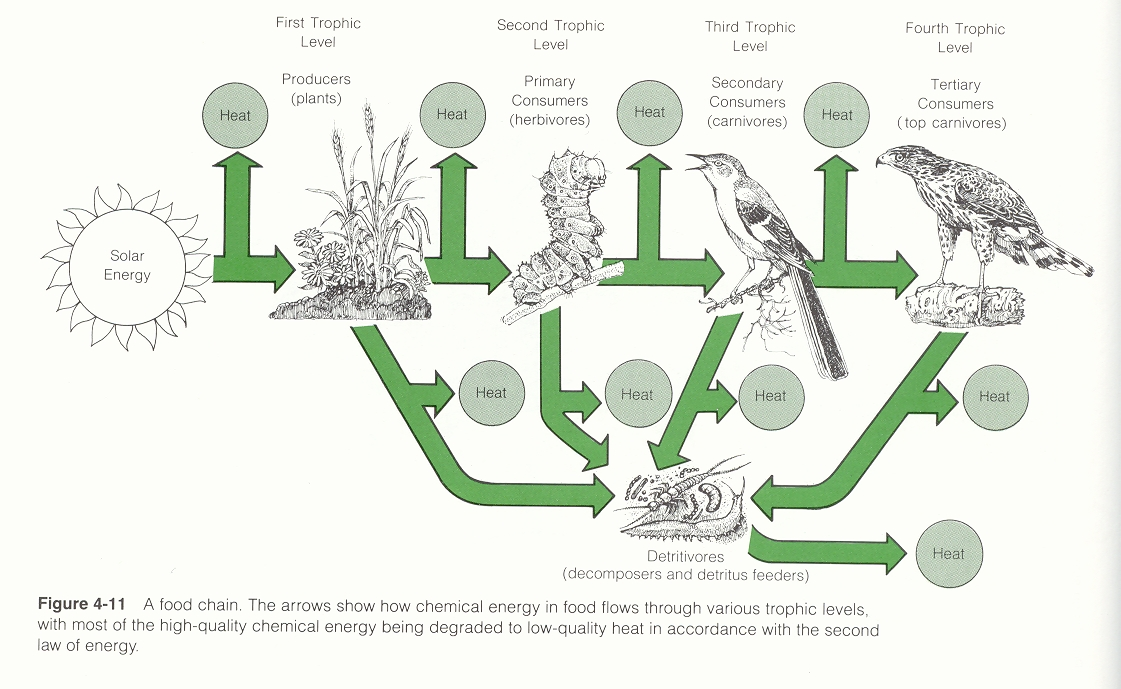 First Trophic
Level
Second Trophic
Level
Third Trophic
Level
Fourth Trophic
Level
Producers
(plants)
Primary
Consumers
(herbivores)
Secondary
Consumers
(carnivores)
Tertiary
Consumers
(top carnivores)
Heat
Heat
Heat
Heat
Solar
Energy
Heat
Heat
Heat
Heat
Detritivores
(decomposers and detritus feeders)
Heat
Figure 4-11 A food chain. The arrows show how chemical energy in food flows through various trophic levels,
with most of the high-quality chemical energy being degraded to low-quality heat in accordance with the second
law of energy.